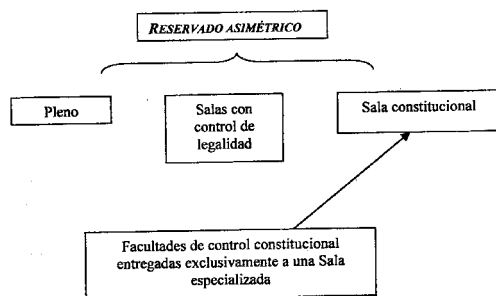 RESERVADO ASIMÉTRICO
Pleno
Salas con
control de
legalidad
Sala constitucional
Facultades de control constitucional
entregadas exclusivamente a una Sala
especializada